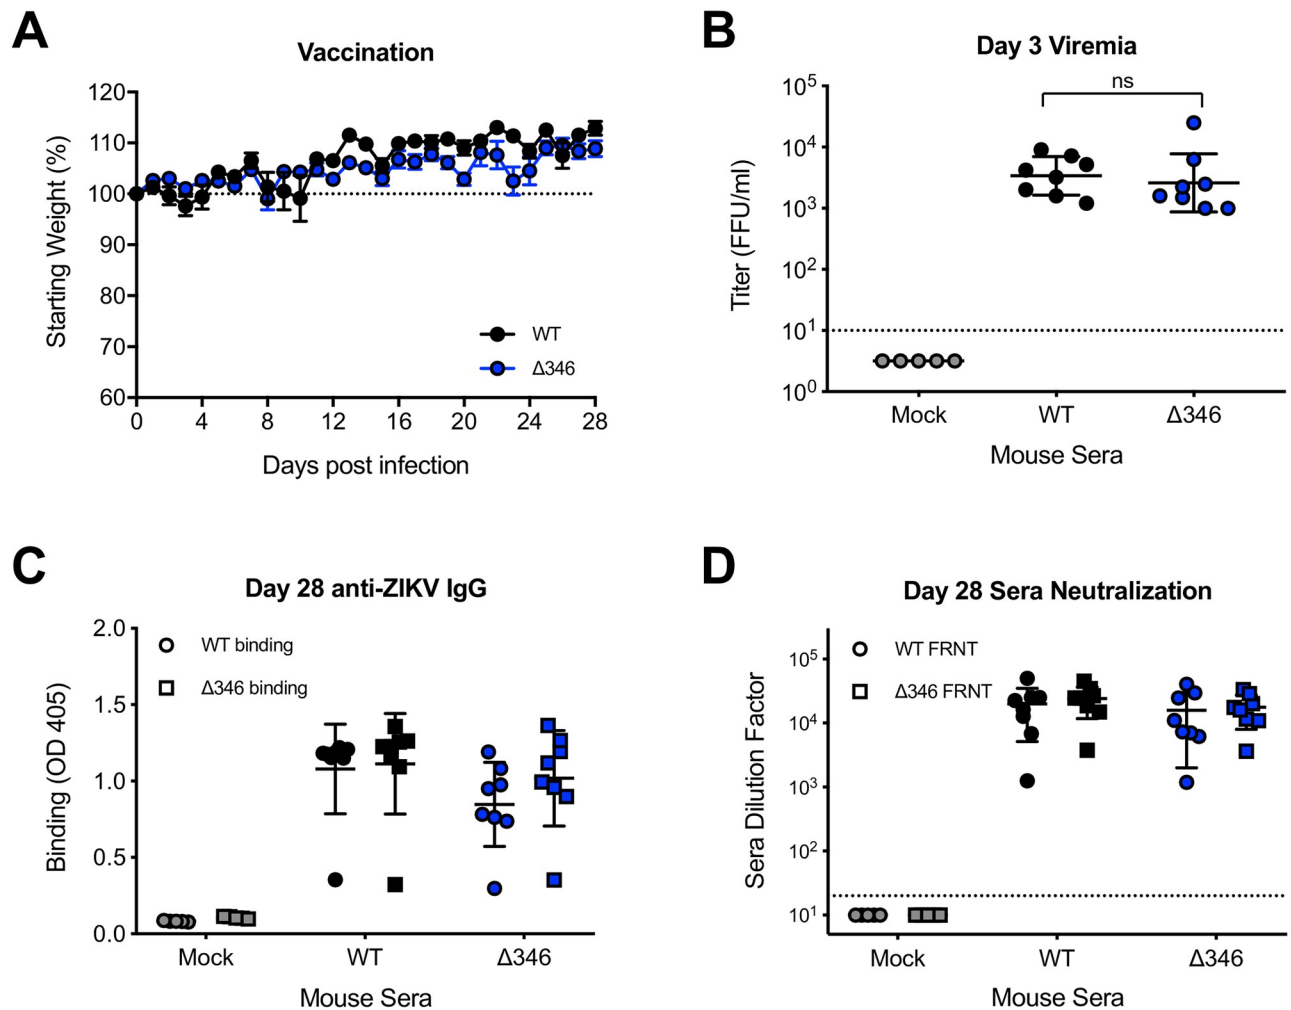 A
Vaccination
Starting Weight (%)
120
110
100
90
80
70
60
WT
Δ346
0 4 8 12 16 20 24 28
Days post infection
B
Day 3 Viremia
ns
Titer (FFU/ml)
10⁵
10⁴
10³
10²
10¹
10⁰
Mock WT Δ346
Mouse Sera
C
Day 28 anti-ZIKV IgG
WT binding
Δ346 binding
Binding (OD 405)
2.0
1.5
1.0
0.5
0.0
Mock WT Δ346
Mouse Sera
D
Day 28 Sera Neutralization
WT FRNT
Δ346 FRNT
Sera Dilution Factor
10⁵
10⁴
10³
10²
10¹
Mock WT Δ346
Mouse Sera